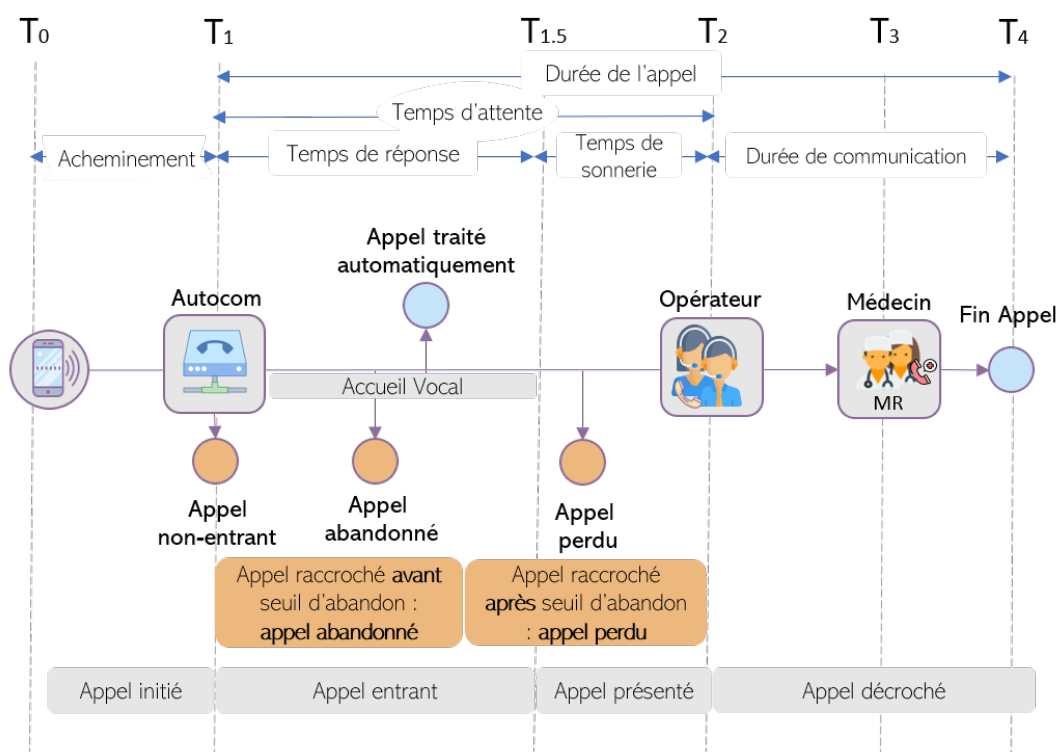 T0 T1 T1.5 T2 T3 T4
Durée de l'appel
Temps d'attente
Acheminement
Temps de réponse
Temps de
sonnerie
Durée de communication
Appel traité
automatiquement
Autocom
Opérateur
Médecin
Fin Appel
Accueil Vocal
MR
Appel
non-entrant
Appel
abandonné
Appel
perdu
Appel raccroché avant
seuil d'abandon :
appel abandonné
Appel raccroché
après seuil d'abandon
: appel perdu
Appel initié
Appel entrant
Appel présenté
Appel décroché